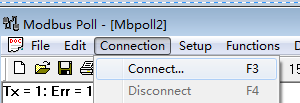 Modbus Poll - [Mbpoll2]
File Edit Connection Setup Functions
Connect... F3
15
Disconnect F4
Tx = 1: Err = 1